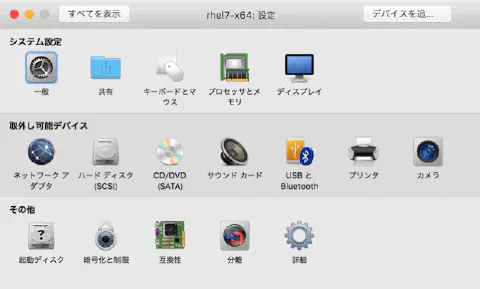 すべてを表示
rhel7-x64: 設定
デバイスを追...
システム設定
一般
共有
キーボードと
マウス
プロセッサと
メモリ
ディスプレイ
取外し可能デバイス
ネットワーク ア
ダプタ
ハード ディスク
(SCSI)
CD/DVD
(SATA)
サウンド カード
USB と
Bluetooth
プリンタ
カメラ
その他
起動ディスク
暗号化と制限
互換性
分離
詳細